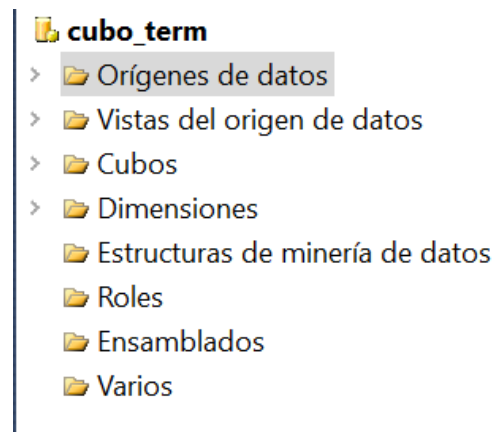 cubo_term
Orígenes de datos
Vistas del origen de datos
Cubos
Dimensiones
Estructuras de minería de datos
Roles
Ensamblados
Varios